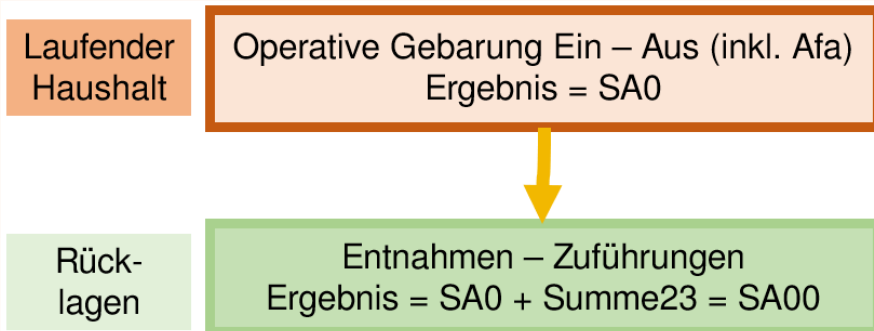 Laufender
Haushalt
Operative Gebarung Ein – Aus (inkl. Afa)
Ergebnis = SA0
Rück-
lagen
Entnahmen – Zuführungen
Ergebnis = SA0 + Summe23 = SA00